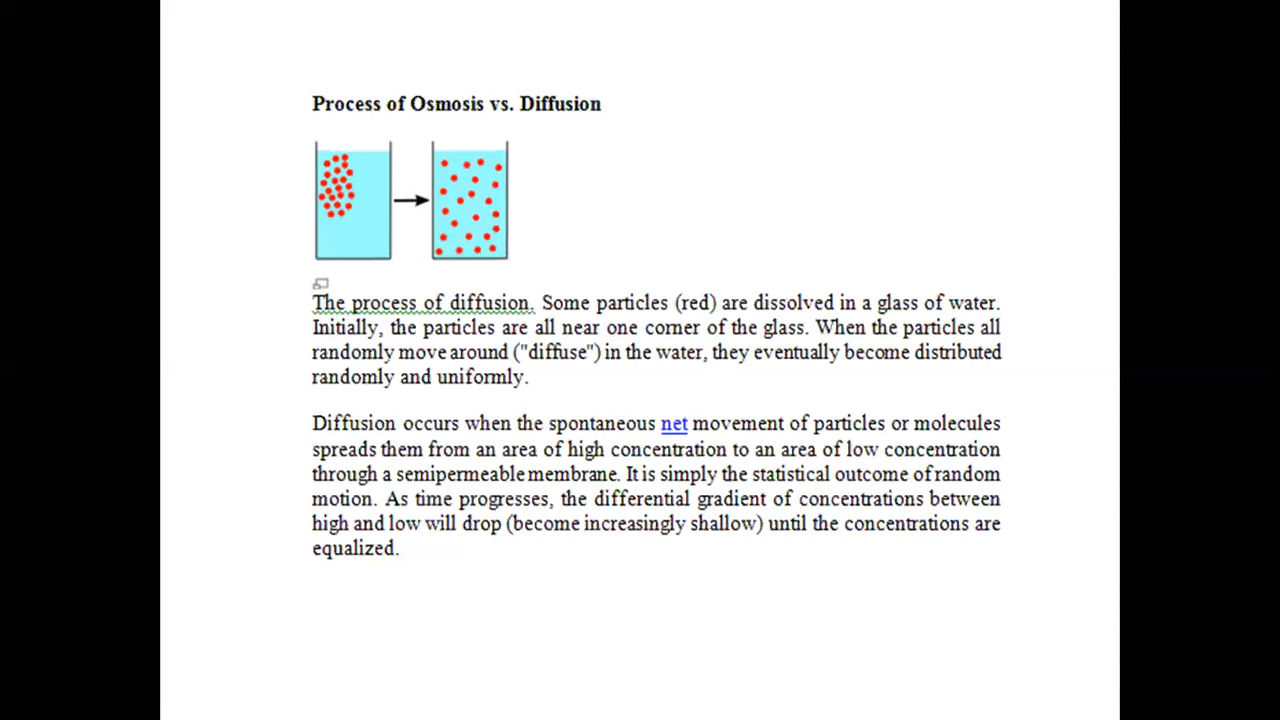 Process of Osmosis vs. Diffusion
The process of diffusion. Some particles (red) are dissolved in a glass of water.
Initially, the particles are all near one corner of the glass. When the particles all
randomly move around ("diffuse") in the water, they eventually become distributed
randomly and uniformly.
Diffusion occurs when the spontaneous net movement of particles or molecules
spreads them from an area of high concentration to an area of low concentration
through a semipermeable membrane. It is simply the statistical outcome of random
motion. As time progresses, the differential gradient of concentrations between
high and low will drop (become increasingly shallow) until the concentrations are
equalized.